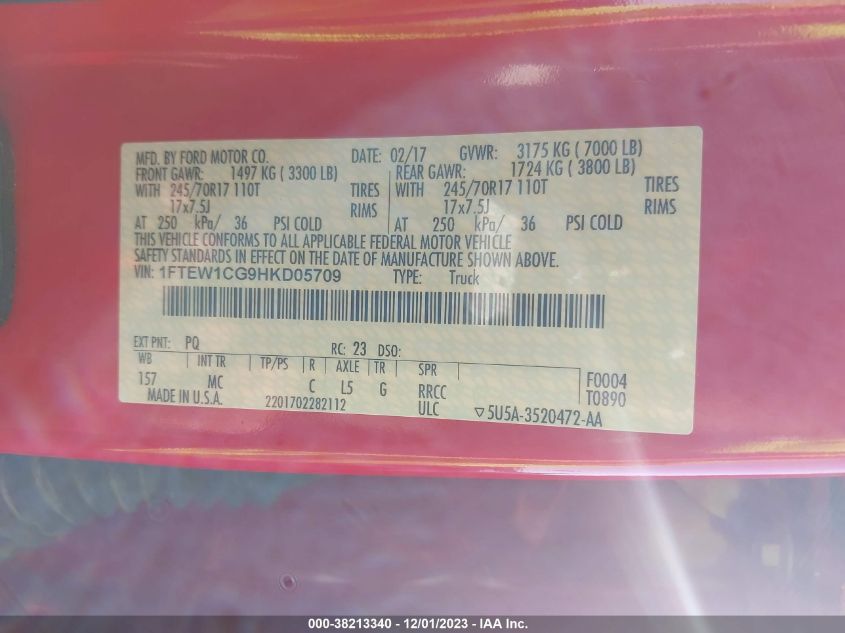 MFD. BY FORD MOTOR CO. DATE: 02/17 GVWR: 3175 KG ( 7000 LB)
FRONT GAWR: 1497 KG ( 3300 LB) REAR GAWR: 1724 KG ( 3800 LB)
WITH 245/70R17 110T TIRES WITH 245/70R17 110T TIRES
17x7.5J RIMS 17x7.5J RIMS
AT 250 kPa/ 36 PSI COLD AT 250 kPa/ 36 PSI COLD
THIS VEHICLE CONFORMS TO ALL APPLICABLE FEDERAL MOTOR VEHICLE
SAFETY STANDARDS IN EFFECT ON THE DATE OF MANUFACTURE SHOWN ABOVE.
VIN: 1FTEW1CG9HKD05709 TYPE: Truck
EXT PNT: PQ RC: 23 DSO:
WB INT TR TP/PS R AXLE TR SPR F0004
157 MC C L5 G RRCC T0890
MADE IN U.S.A. 2201702282112 ULC ▽5U5A-3520472-AA
000-38213340 - 12/01/2023 - IAA Inc.